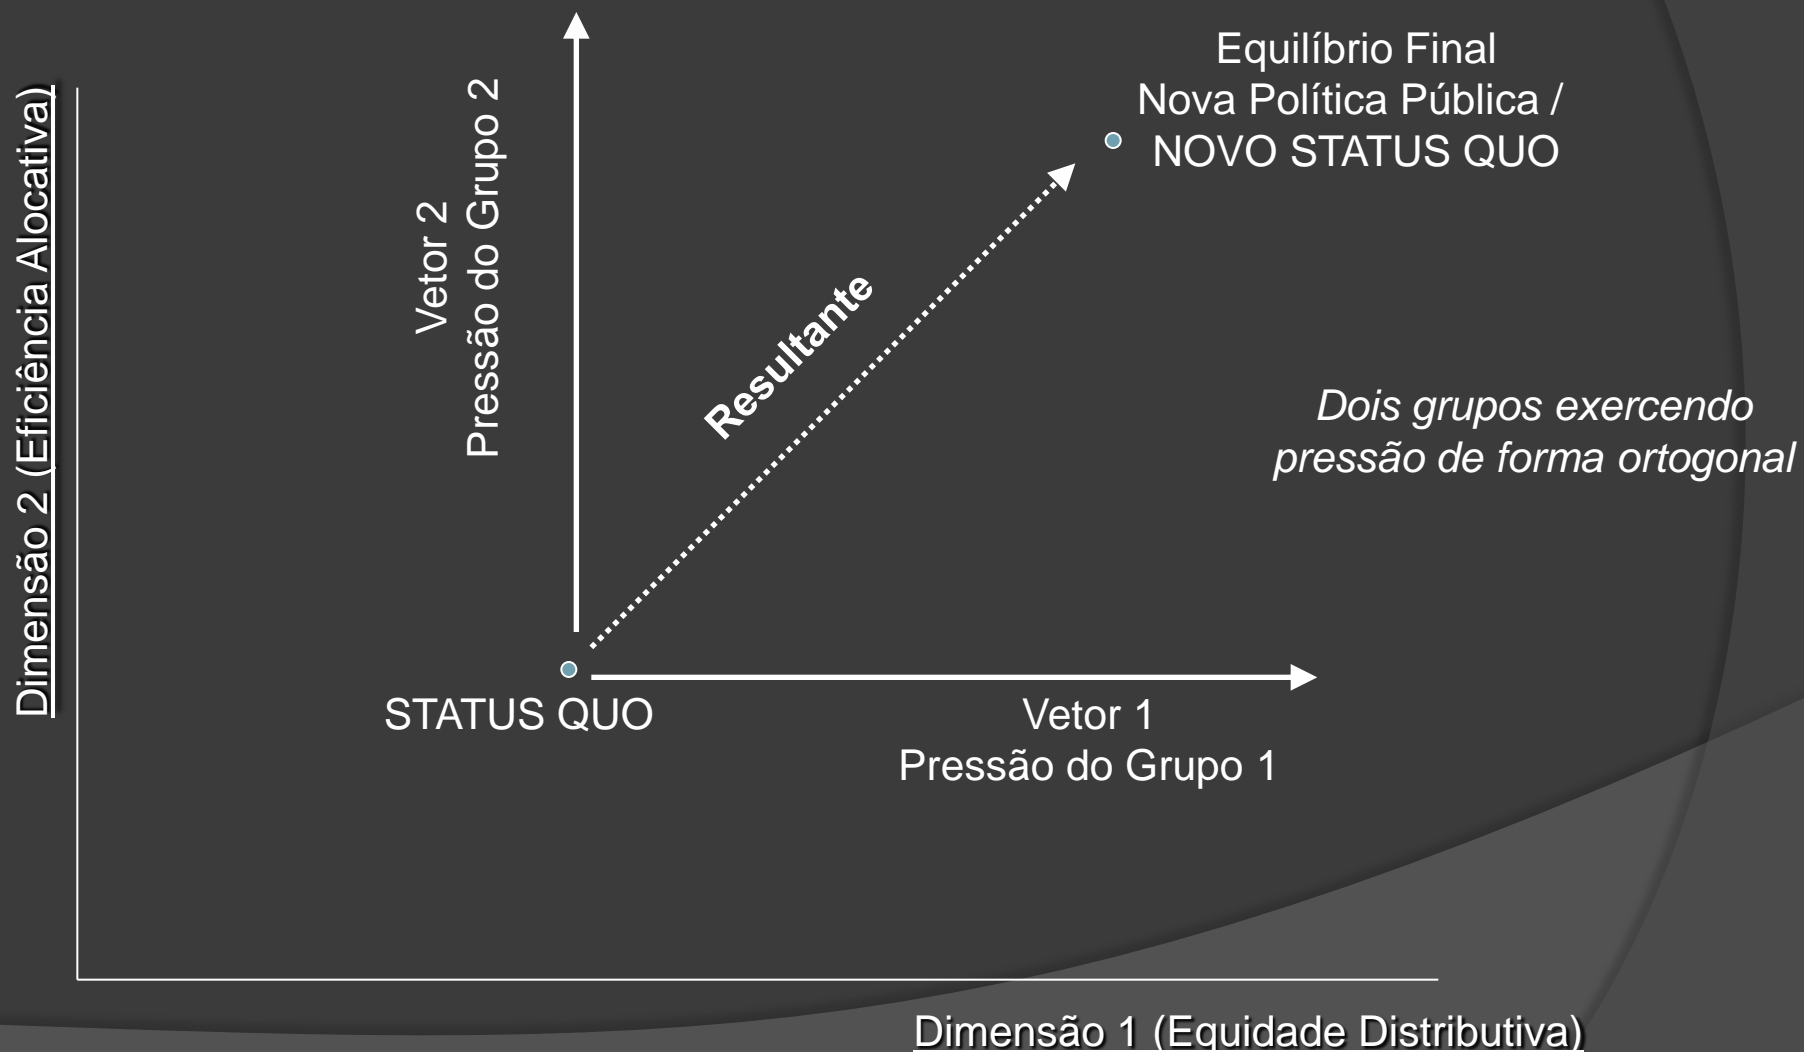 Equilíbrio Final
Nova Política Pública /
NOVO STATUS QUO
Dimensão 2 (Eficiência Alocativa)
Vetor 2
Pressão do Grupo 2
Resultante
Dois grupos exercendo
pressão de forma ortogonal
STATUS QUO
Vetor 1
Pressão do Grupo 1
Dimensão 1 (Equidade Distributiva)